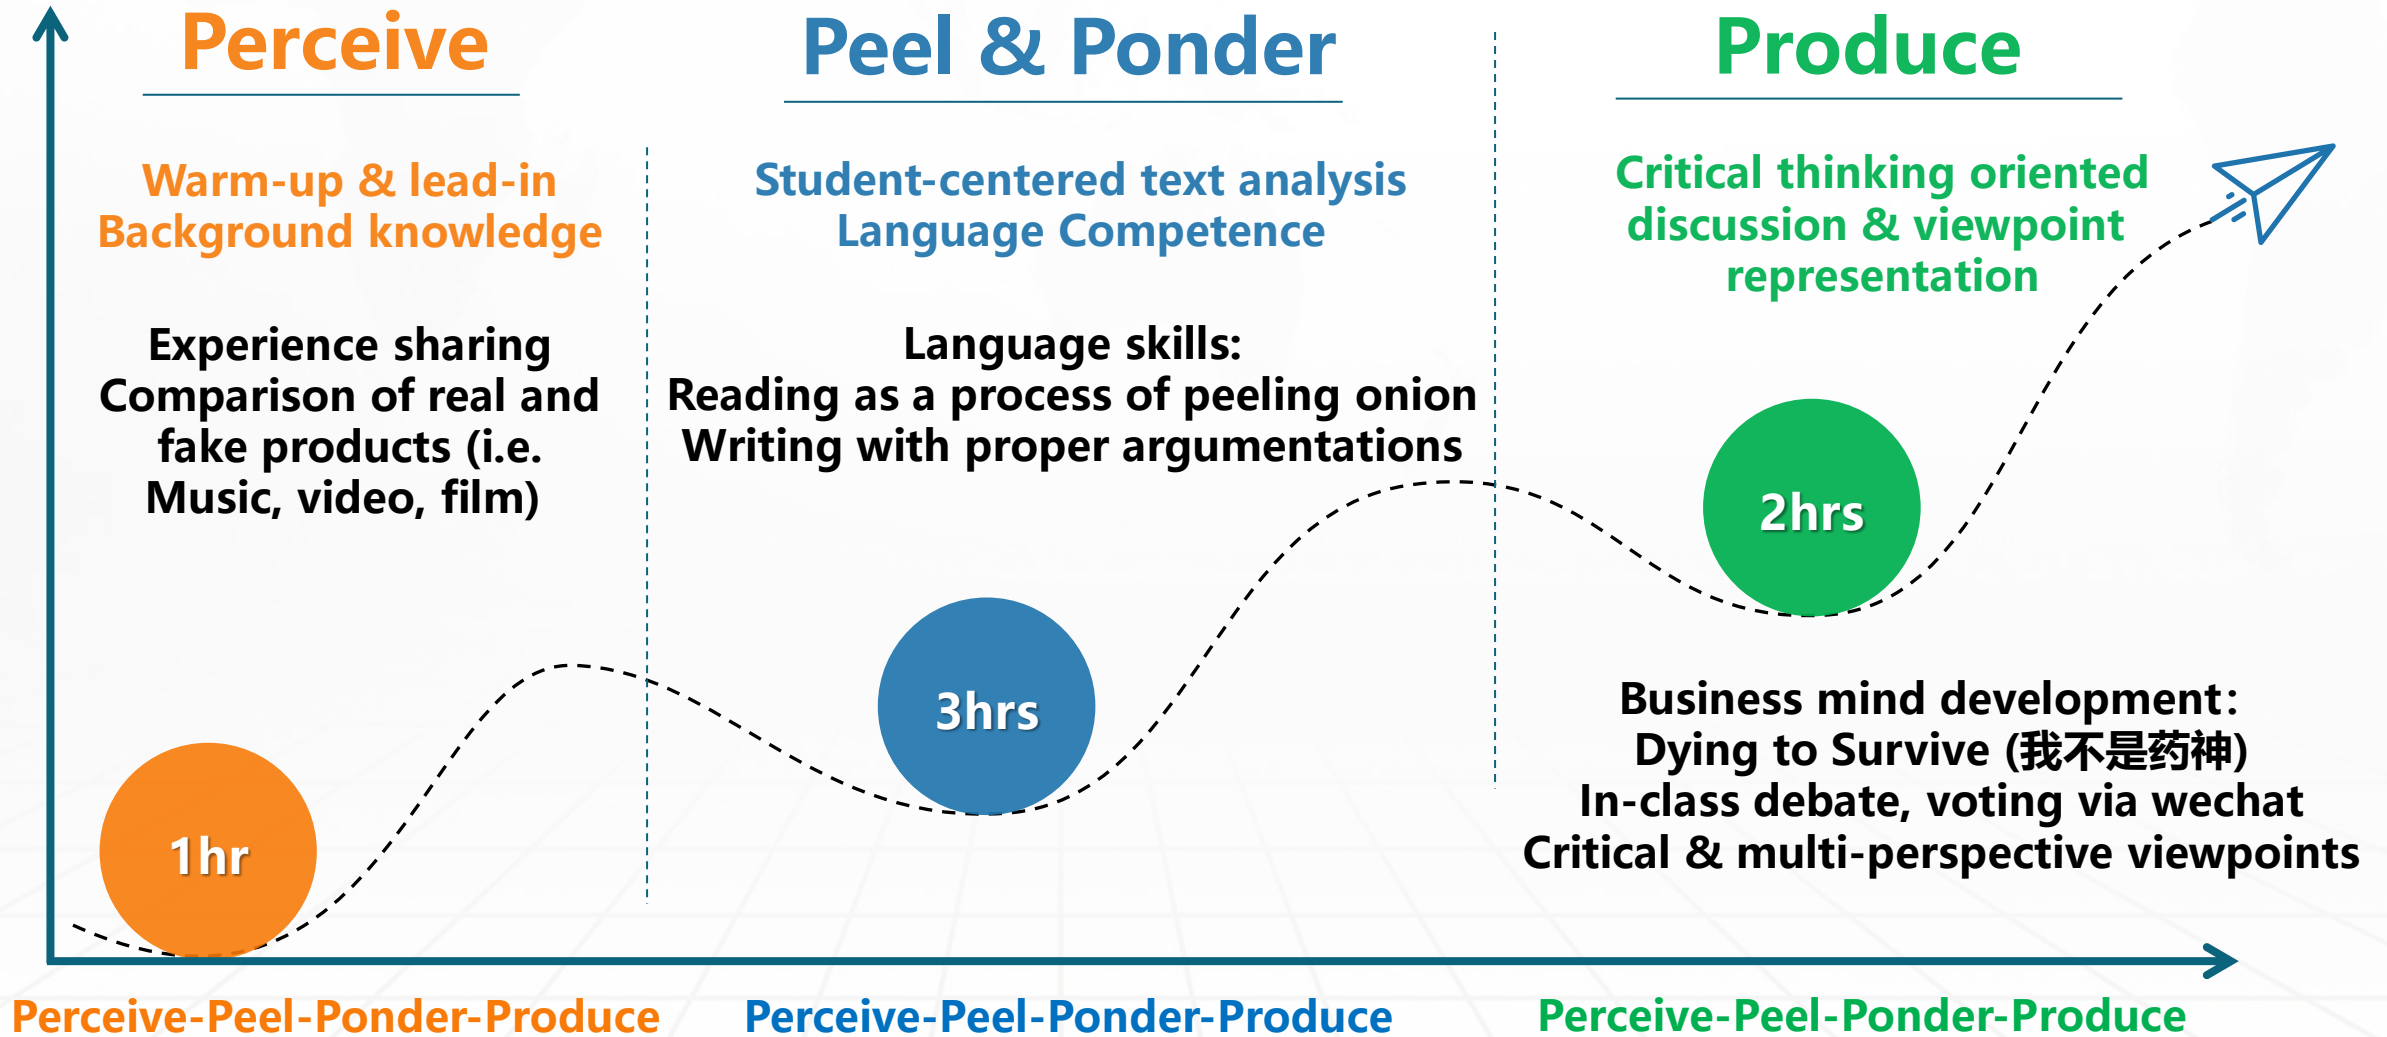 Perceive
Warm-up & lead-in
Background knowledge
Experience sharing
Comparison of real and
fake products (i.e.
Music, video, film)
1hr
Peel & Ponder
Student-centered text analysis
Language Competence
Language skills:
Reading as a process of peeling onion
Writing with proper argumentations
3hrs
Produce
Critical thinking oriented
discussion & viewpoint
representation
2hrs
Business mind development：
Dying to Survive (我不是药神)
In-class debate, voting via wechat
Critical & multi-perspective viewpoints
Perceive-Peel-Ponder-Produce
Perceive-Peel-Ponder-Produce
Perceive-Peel-Ponder-Produce